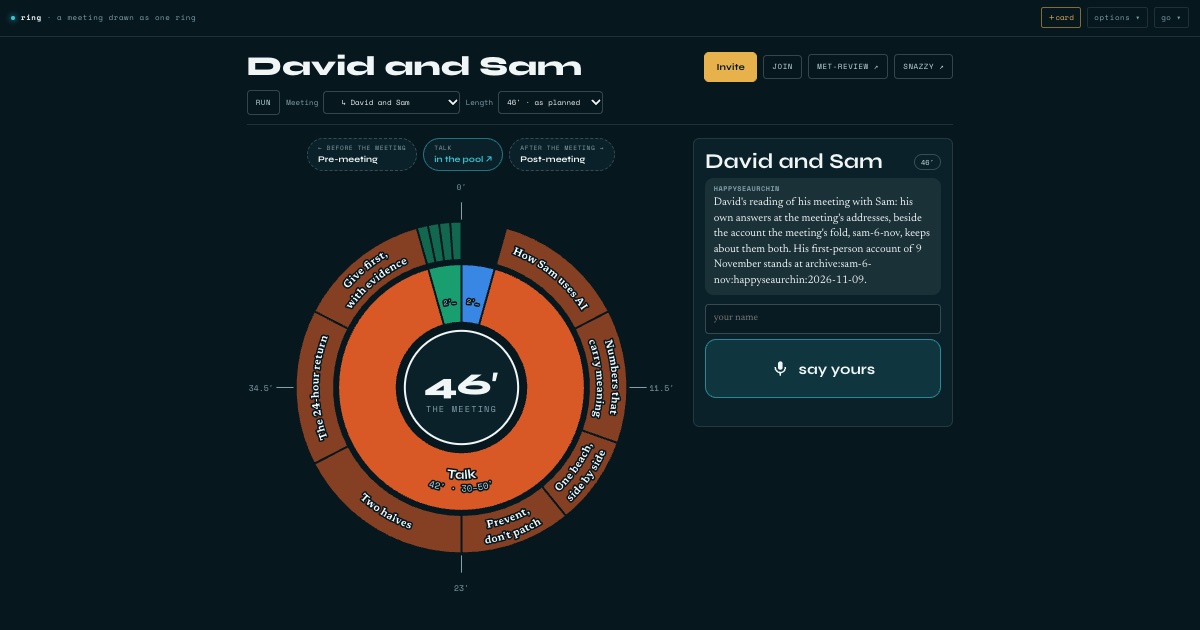 ring · a meeting drawn as one ring
+card
options ▾
go ▾
David and Sam
Invite
JOIN
MET-REVIEW ↗
SNAZZY ↗
RUN
Meeting
↳ David and Sam
Length
46' · as planned
← BEFORE THE MEETING
Pre-meeting
TALK
in the pool ↗
AFTER THE MEETING →
Post-meeting
0'
11.5'
23'
34.5'
How Sam uses AI
Numbers that
carry meaning
One beach,
side by side
Prevent,
don't patch
Two halves
The 24-hour return
Give first,
with evidence
2'–
2'–
46'
THE MEETING
Talk
42' · 30–50'
David and Sam
46'
HAPPYSEAURCHIN
David's reading of his meeting with Sam: his
own answers at the meeting's addresses, beside
the account the meeting's fold, sam-6-nov, keeps
about them both. His first-person account of 9
November stands at archive:sam-6-
nov:happyseaurchin:2026-11-09.
your name
say yours